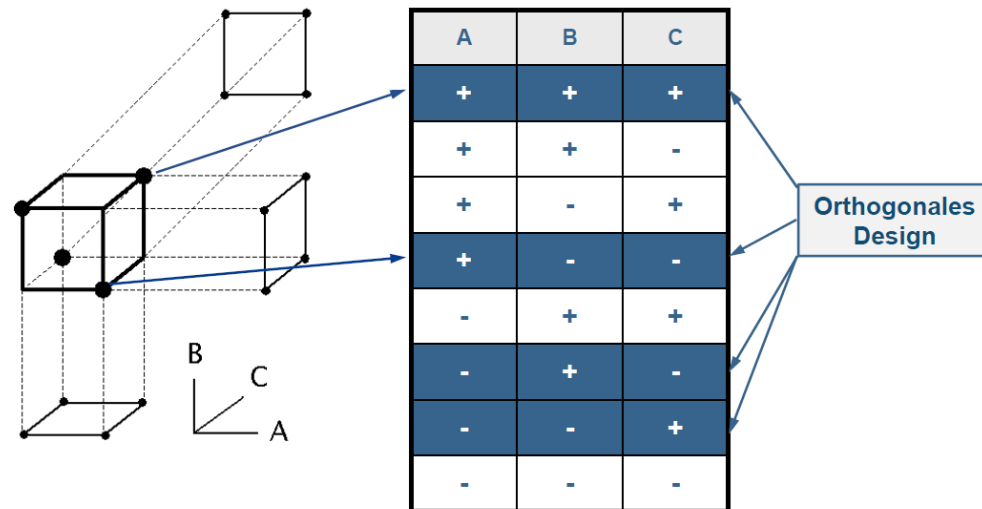 A B C
+ + +
+ + -
+ - +
+ - -
- + +
- + -
- - +
- - -
Orthogonales
Design
B
C
A